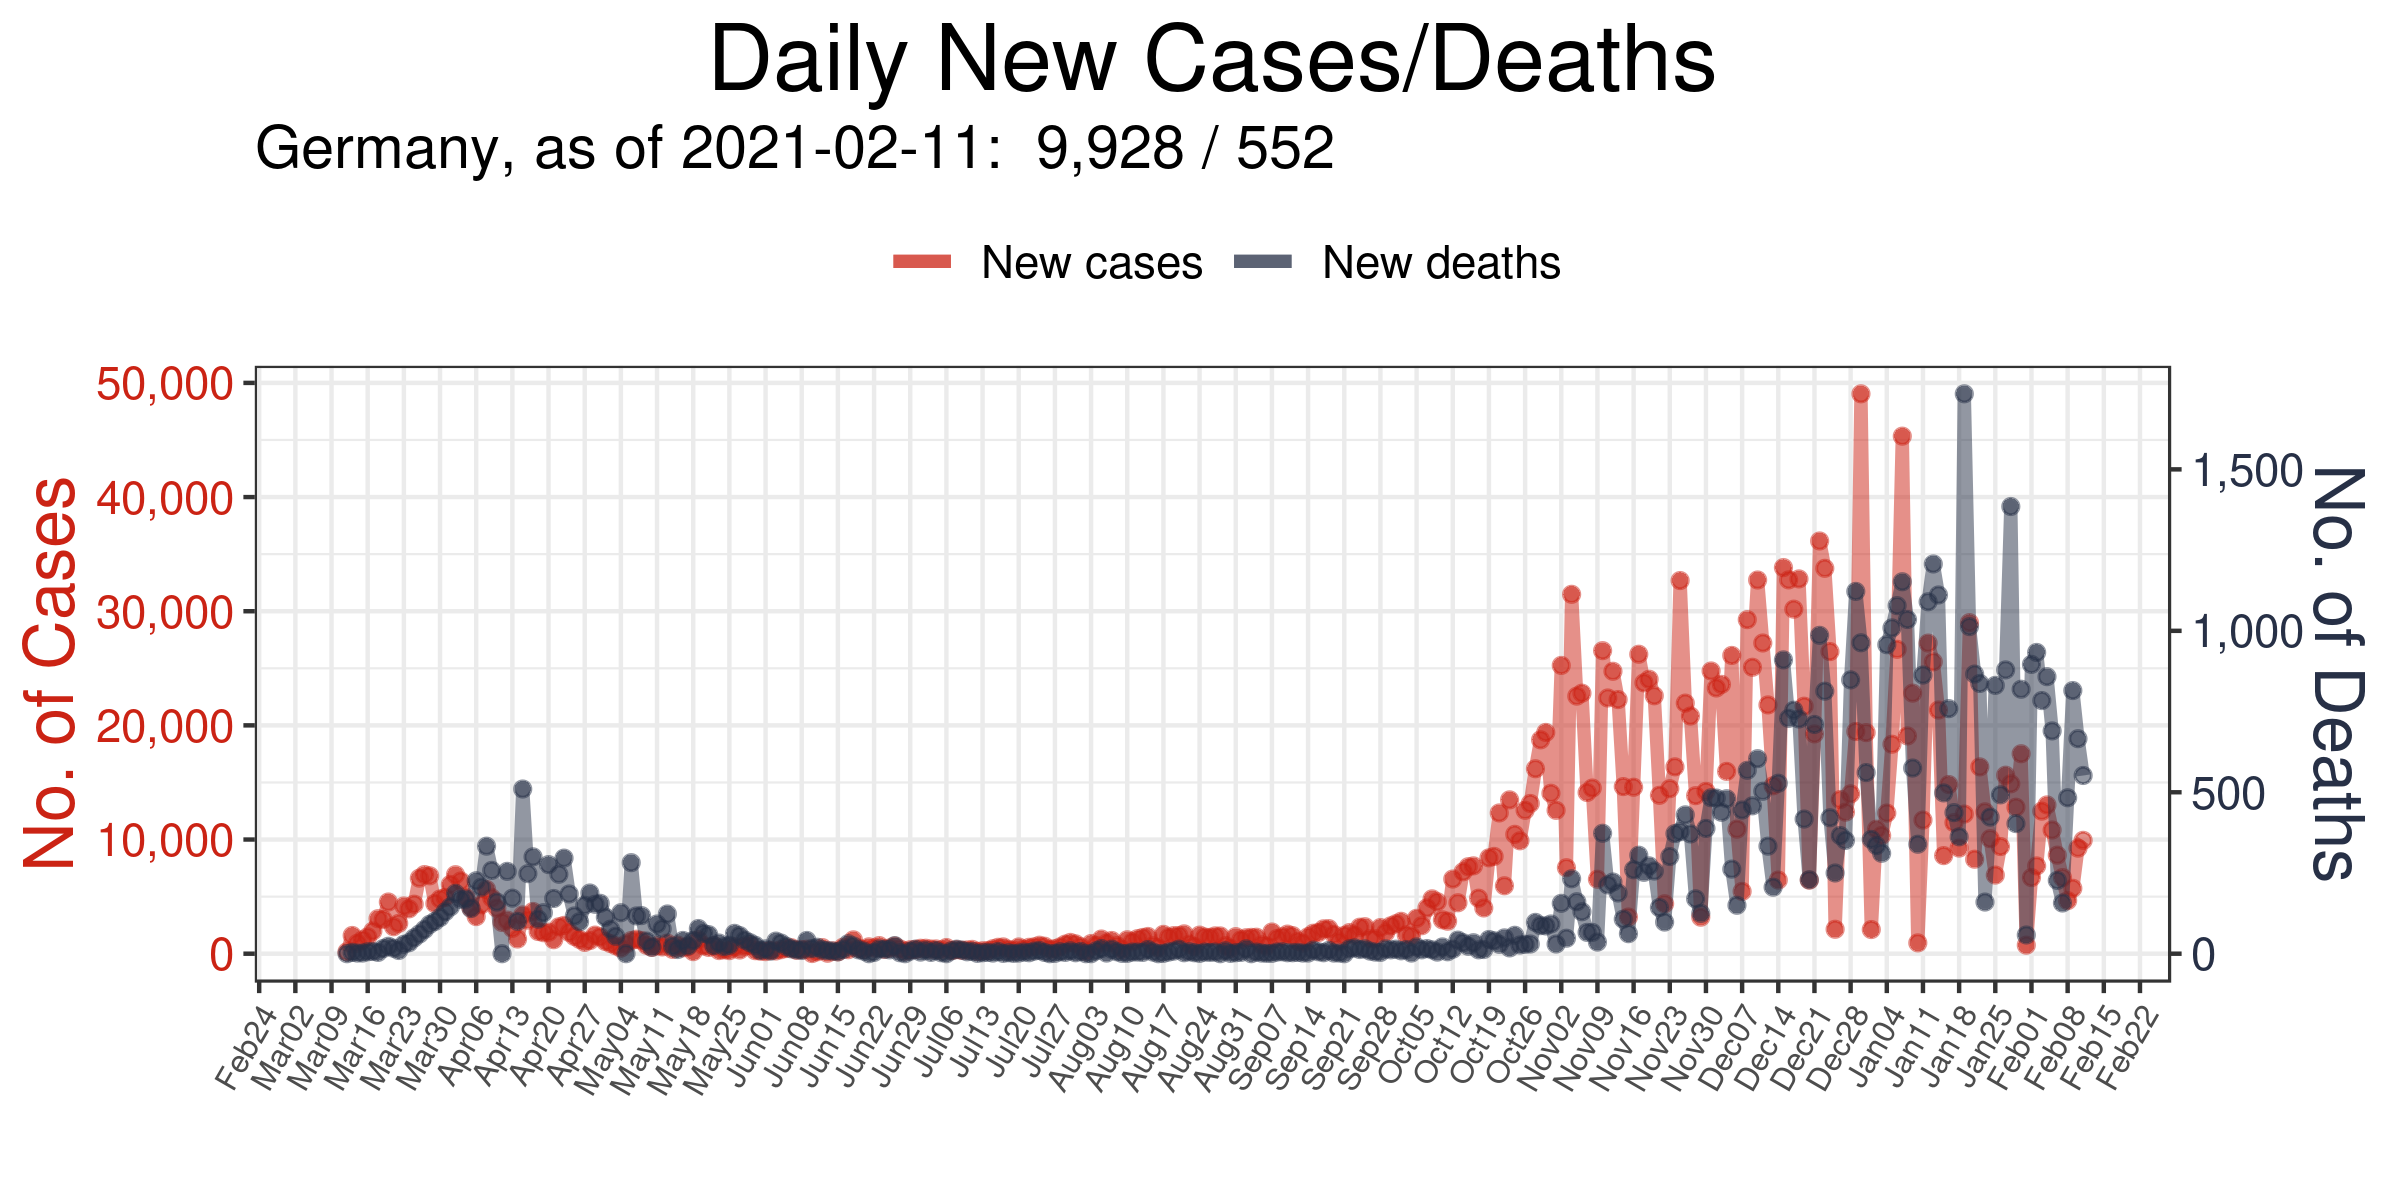 Daily New Cases/Deaths
Germany, as of 2021-02-11:  9,928 / 552
New cases
New deaths
No. of Cases
50,000
40,000
30,000
20,000
10,000
0
1,500
1,000
500
0
No. of Deaths
Feb24
Mar02
Mar09
Mar16
Mar23
Mar30
Apr06
Apr13
Apr20
Apr27
May04
May11
May18
May25
Jun01
Jun08
Jun15
Jun22
Jun29
Jul06
Jul13
Jul20
Jul27
Aug03
Aug10
Aug17
Aug24
Aug31
Sep07
Sep14
Sep21
Sep28
Oct05
Oct12
Oct19
Oct26
Nov02
Nov09
Nov16
Nov23
Nov30
Dec07
Dec14
Dec21
Dec28
Jan04
Jan11
Jan18
Jan25
Feb01
Feb08
Feb15
Feb22